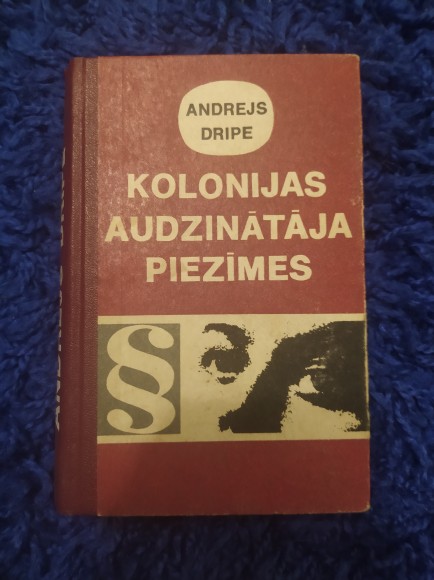 ANDREJS
DRIPE
KOLONIJAS
AUDZINĀTĀJA
PIEZĪMES
§